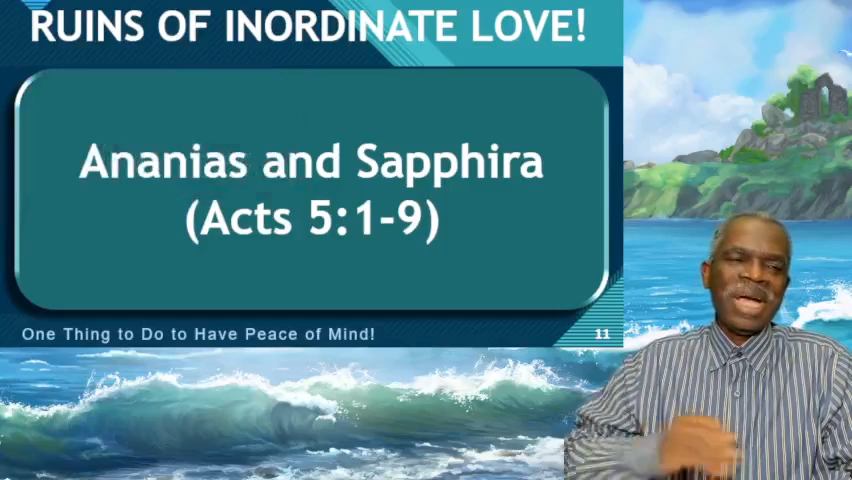 RUINS OF INORDINATE LOVE!
Ananias and Sapphira
(Acts 5:1-9)
One Thing to Do to Have Peace of Mind!
11